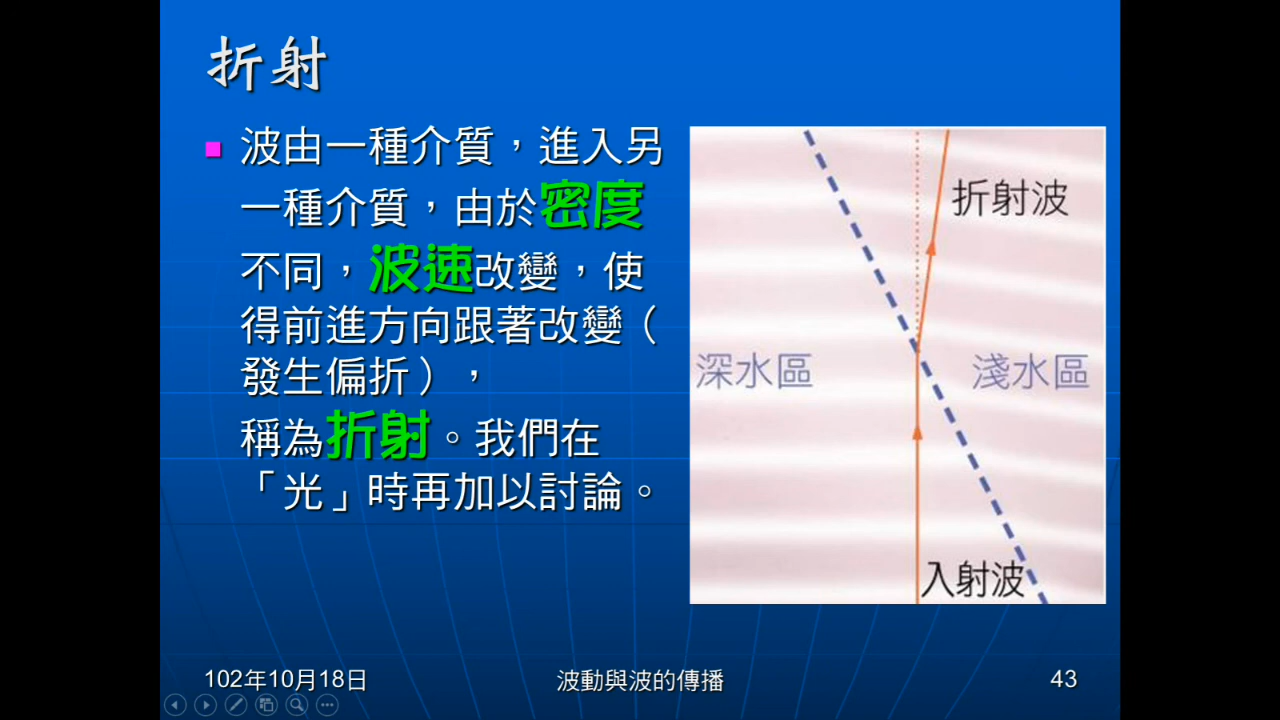 折射
波由一種介質，進入另
一種介質，由於密度
不同，波速改變，使
得前進方向跟著改變（
發生偏折），
稱為折射。我們在
「光」時再加以討論。
折射波
深水區
淺水區
入射波
102年10月18日
波動與波的傳播
43